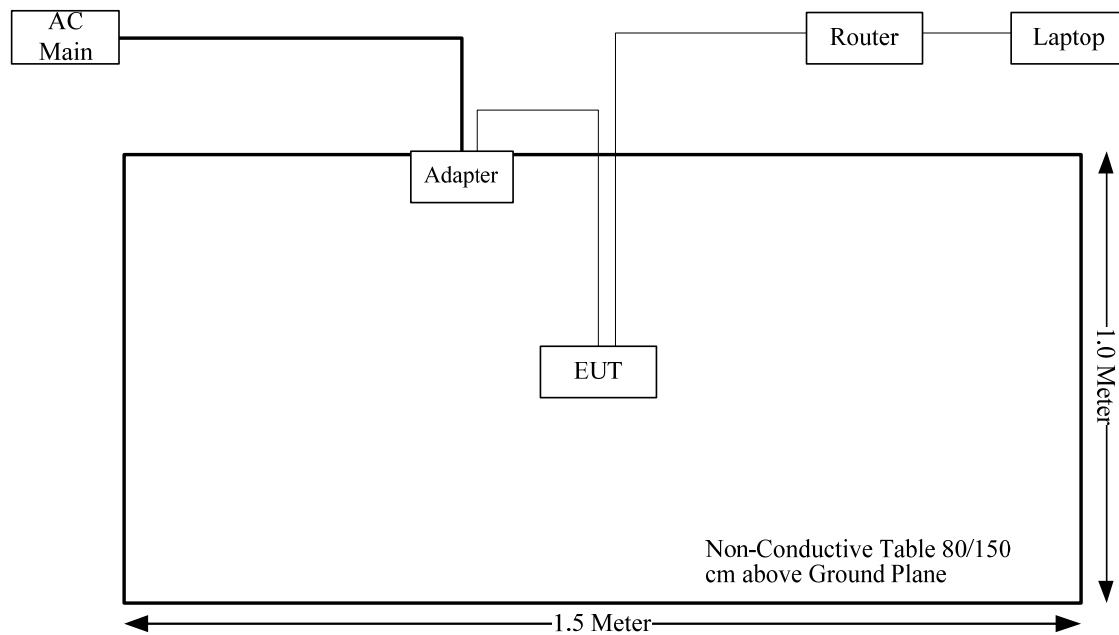 AC
Main
Router
Laptop
Adapter
EUT
1.0 Meter
Non-Conductive Table 80/150
cm above Ground Plane
1.5 Meter